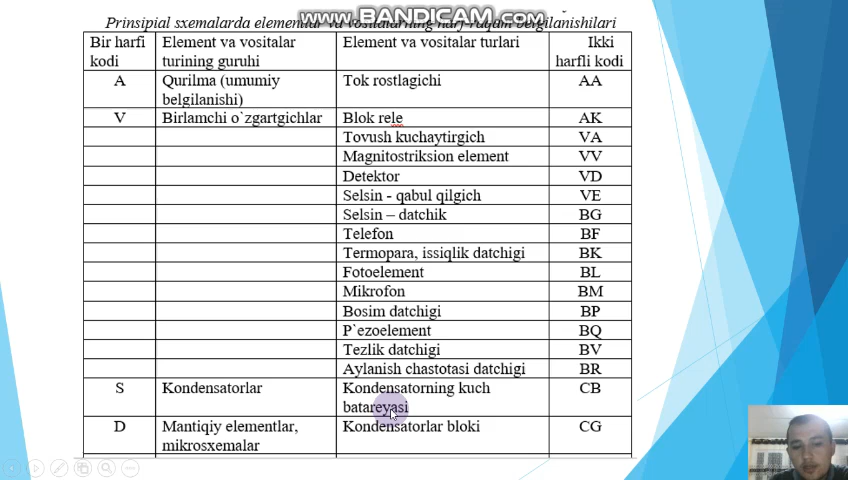 WWW.BANDICAM.COM
Prinsipial sxemalarda elementlar va vositalarning harf-raqam belgilanishilari
Bir harfi kodi Element va vositalar turining guruhi Element va vositalar turlari Ikki harfli kodi
A Qurilma (umumiy belgilanishi) Tok rostlagichi AA
V Birlamchi o`zgartgichlar Blok rele AK
Tovush kuchaytirgich VA
Magnitostriksion element VV
Detektor VD
Selsin - qabul qilgich VE
Selsin – datchik BG
Telefon BF
Termopara, issiqlik datchigi BK
Fotoelement BL
Mikrofon BM
Bosim datchigi BP
P`ezoelement BQ
Tezlik datchigi BV
Aylanish chastotasi datchigi BR
S Kondensatorlar Kondensatorning kuch batareyasi CB
D Mantiqiy elementlar, mikrosxemalar Kondensatorlar bloki CG